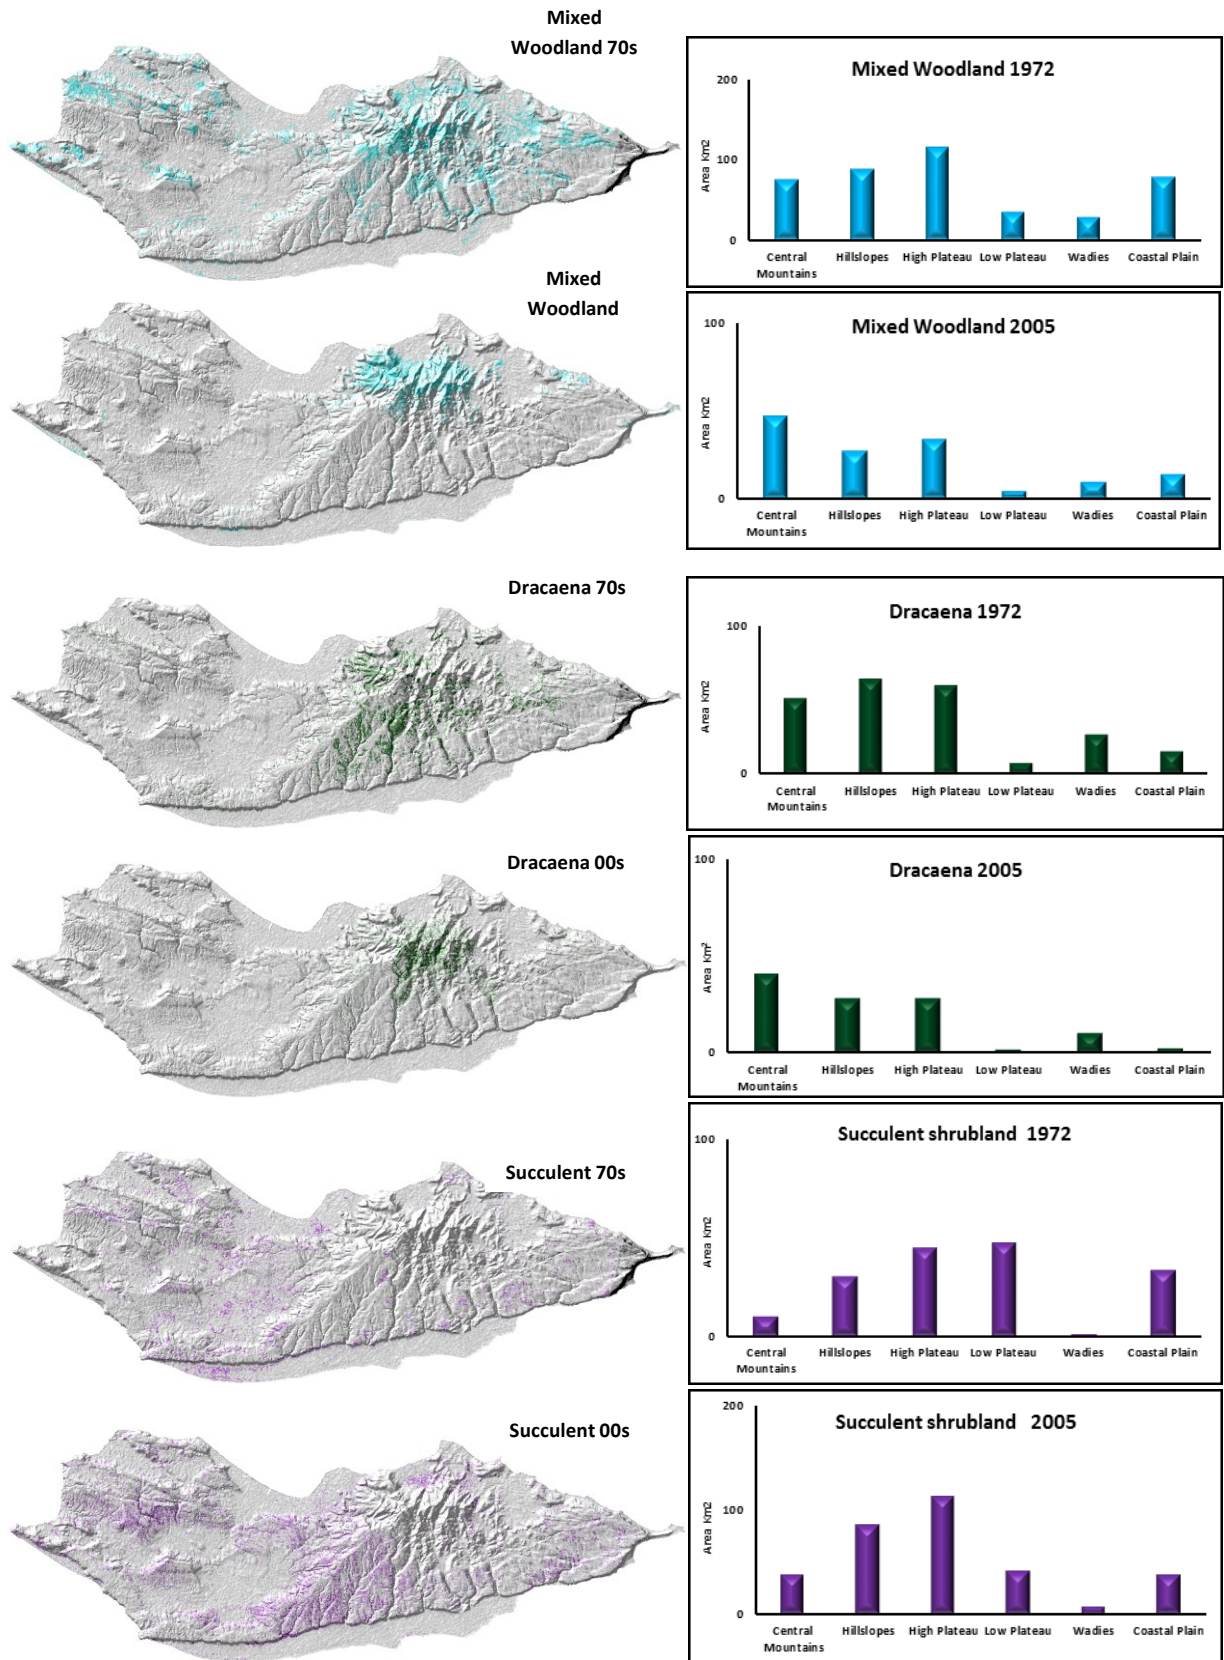 Mixed
Woodland 70s
Mixed Woodland 1972
200
100
0
Area Km2
Central Mountains
Hillslopes
High Plateau
Low Plateau
Wadies
Coastal Plain
Mixed
Woodland
Mixed Woodland 2005
100
0
Area Km2
Central Mountains
Hillslopes
High Plateau
Low Plateau
Wadies
Coastal Plain
Dracaena 70s
Dracaena 1972
100
0
Area Km2
Central Mountains
Hillslopes
High Plateau
Low Plateau
Wadies
Coastal Plain
Dracaena 00s
Dracaena 2005
100
0
Area Km²
Central Mountains
Hillslopes
High Plateau
Low Plateau
Wadies
Coastal Plain
Succulent 70s
Succulent shrubland 1972
100
0
Area Km2
Central Mountains
Hillslopes
High Plateau
Low Plateau
Wadies
Coastal Plain
Succulent 00s
Succulent shrubland 2005
200
100
0
Area Km2
Central Mountains
Hillslopes
High Plateau
Low Plateau
Wadies
Coastal Plain